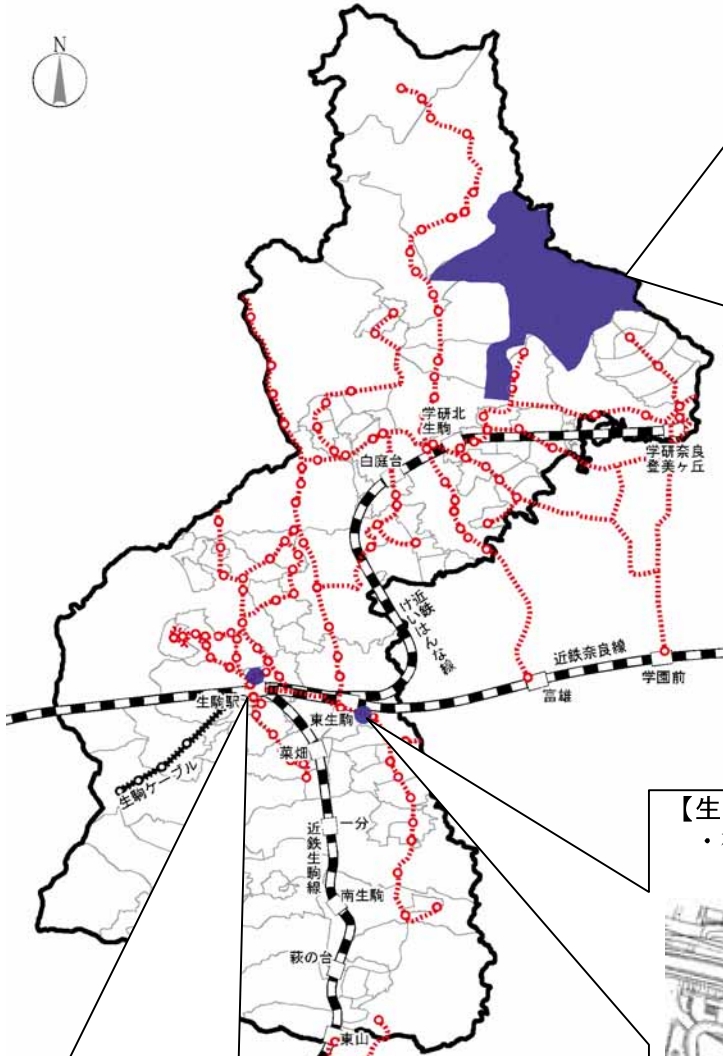 N
学研北
生駒
白庭台
学研奈良
登美ヶ丘
近鉄
けいはんな線
近鉄奈良線
学園前
富雄
生駒駅
東生駒
菜畑
生駒ケーブル
一分
近鉄生駒線
南生駒
萩の台
東山
【生
・